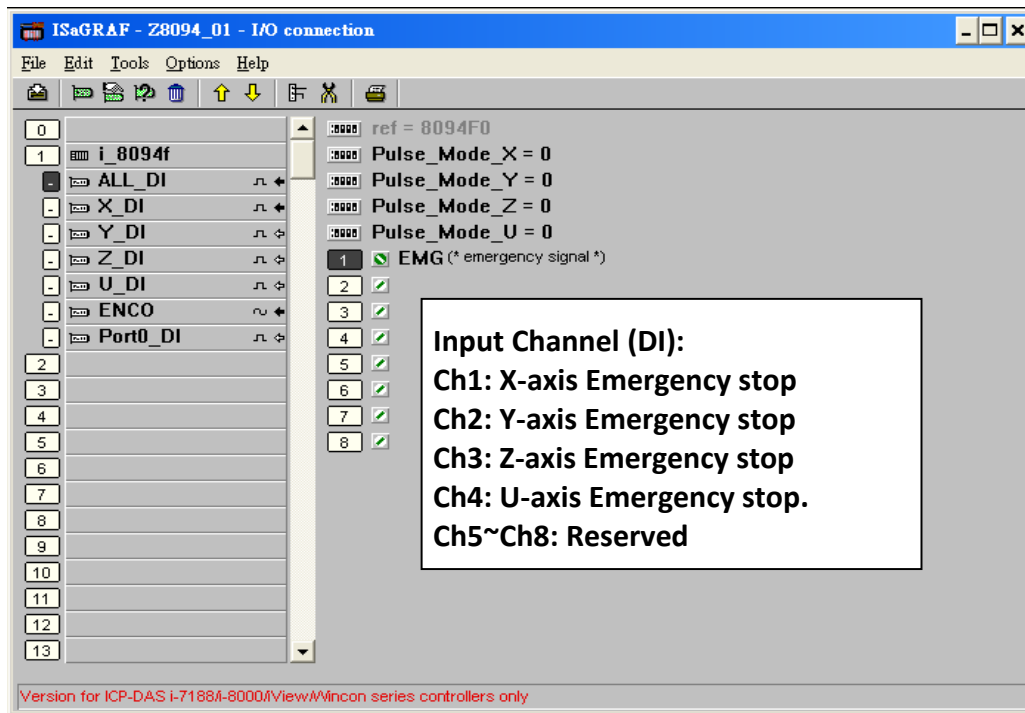 ISaGRAF - Z8094_01 - I/O connection
File Edit Tools Options Help
0
1 i_8094f
- ALL_DI
- X_DI
- Y_DI
- Z_DI
- U_DI
- ENCO
- Port0_DI
2
3
4
5
6
7
8
9
10
11
12
13
ref = 8094F0
Pulse_Mode_X = 0
Pulse_Mode_Y = 0
Pulse_Mode_Z = 0
Pulse_Mode_U = 0
1 EMG (* emergency signal *)
2
3
4
5
6
7
8
Input Channel (DI):
Ch1: X-axis Emergency stop
Ch2: Y-axis Emergency stop
Ch3: Z-axis Emergency stop
Ch4: U-axis Emergency stop.
Ch5~Ch8: Reserved
Version for ICP-DAS i-7188/i-8000/iView/Wincon series controllers only